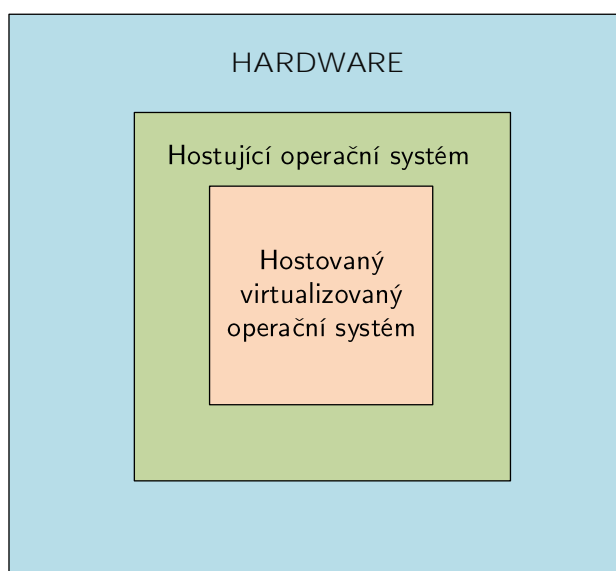 HARDWARE
Hostující operační systém
Hostovaný
virtualizovaný
operační systém